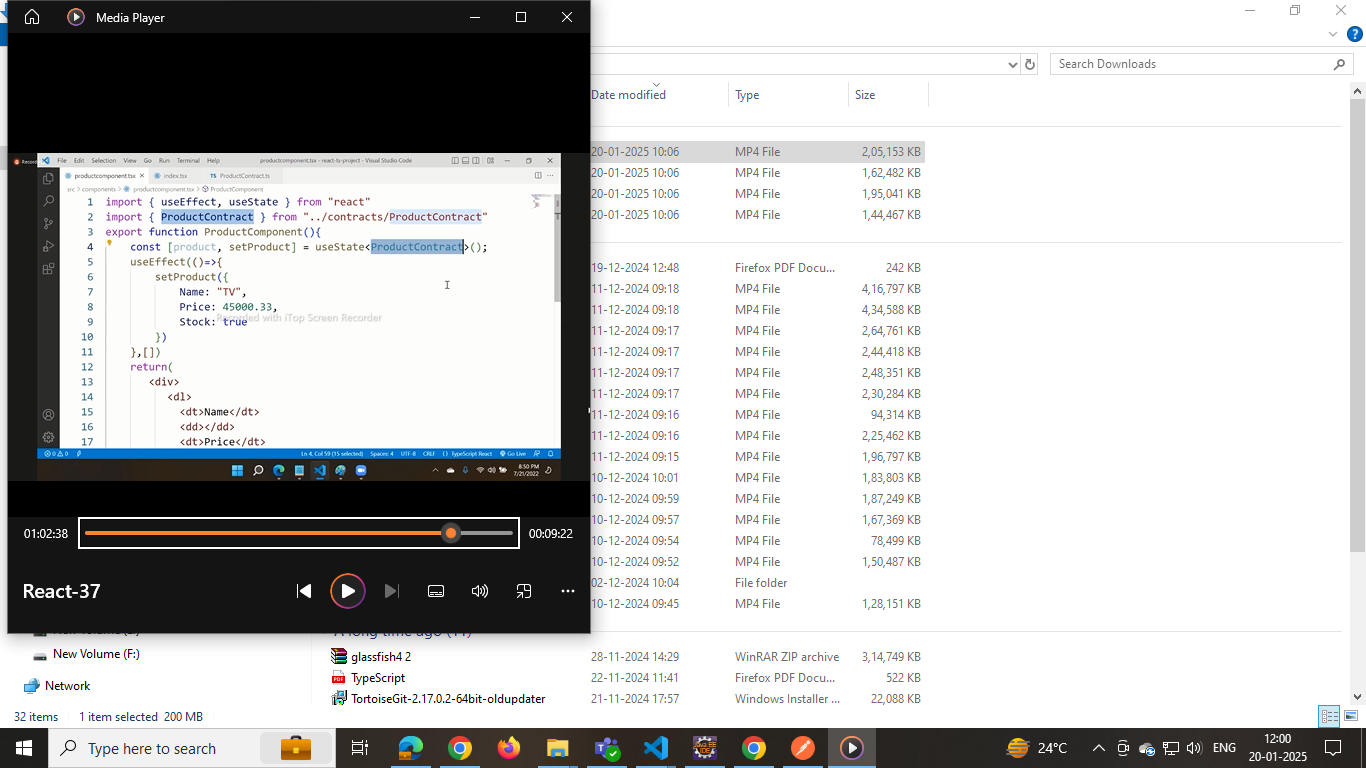 Media Player
Search Downloads
Date modified
Type
Size
20-01-2025 10:06 MP4 File 2,05,153 KB
20-01-2025 10:06 MP4 File 1,62,482 KB
20-01-2025 10:06 MP4 File 1,95,041 KB
20-01-2025 10:06 MP4 File 1,44,467 KB
19-12-2024 12:48 Firefox PDF Docu... 242 KB
11-12-2024 09:18 MP4 File 4,16,797 KB
11-12-2024 09:18 MP4 File 4,34,588 KB
11-12-2024 09:17 MP4 File 2,64,761 KB
11-12-2024 09:17 MP4 File 2,44,418 KB
11-12-2024 09:17 MP4 File 2,48,351 KB
11-12-2024 09:17 MP4 File 2,30,284 KB
11-12-2024 09:16 MP4 File 94,314 KB
11-12-2024 09:16 MP4 File 2,25,462 KB
11-12-2024 09:15 MP4 File 1,96,797 KB
10-12-2024 10:01 MP4 File 1,83,803 KB
10-12-2024 09:59 MP4 File 1,87,249 KB
10-12-2024 09:57 MP4 File 1,67,369 KB
10-12-2024 09:54 MP4 File 78,499 KB
10-12-2024 09:52 MP4 File 1,50,487 KB
02-12-2024 10:04 File folder
10-12-2024 09:45 MP4 File 1,28,151 KB
Record
File Edit Selection View Go Run Terminal Help productcomponent.tsx - react-ts-project - Visual Studio Code
productcomponent.tsx index.tsx ProductContract.ts
src > components > productcomponent.tsx > ProductComponent
1 import { useEffect, useState } from "react"
2 import { ProductContract } from "../contracts/ProductContract"
3 export function ProductComponent(){
4 const [product, setProduct] = useState<ProductContract>();
5 useEffect(()=>{
6 setProduct({
7 Name: "TV",
8 Price: 45000.33,
9 Stock: true
Recorded with iTop Screen Recorder
10 })
11 },[])
12 return(
13 <div>
14 <dl>
15 <dt>Name</dt>
16 <dd></dd>
17 <dt>Price</dt>
0 0 Ln 4, Col 59 (15 selected) Spaces: 4 UTF-8 CRLF TypeScript React Go Live
8:50 PM
7/21/2022
01:02:38
00:09:22
React-37
New Volume (F:)
Network
glassfish4 2 28-11-2024 14:29 WinRAR ZIP archive 3,14,749 KB
TypeScript 22-11-2024 11:41 Firefox PDF Docu... 522 KB
TortoiseGit-2.17.0.2-64bit-oldupdater 21-11-2024 17:57 Windows Installer ... 22,088 KB
32 items 1 item selected 200 MB
Type here to search
24°C
ENG
12:00
20-01-2025